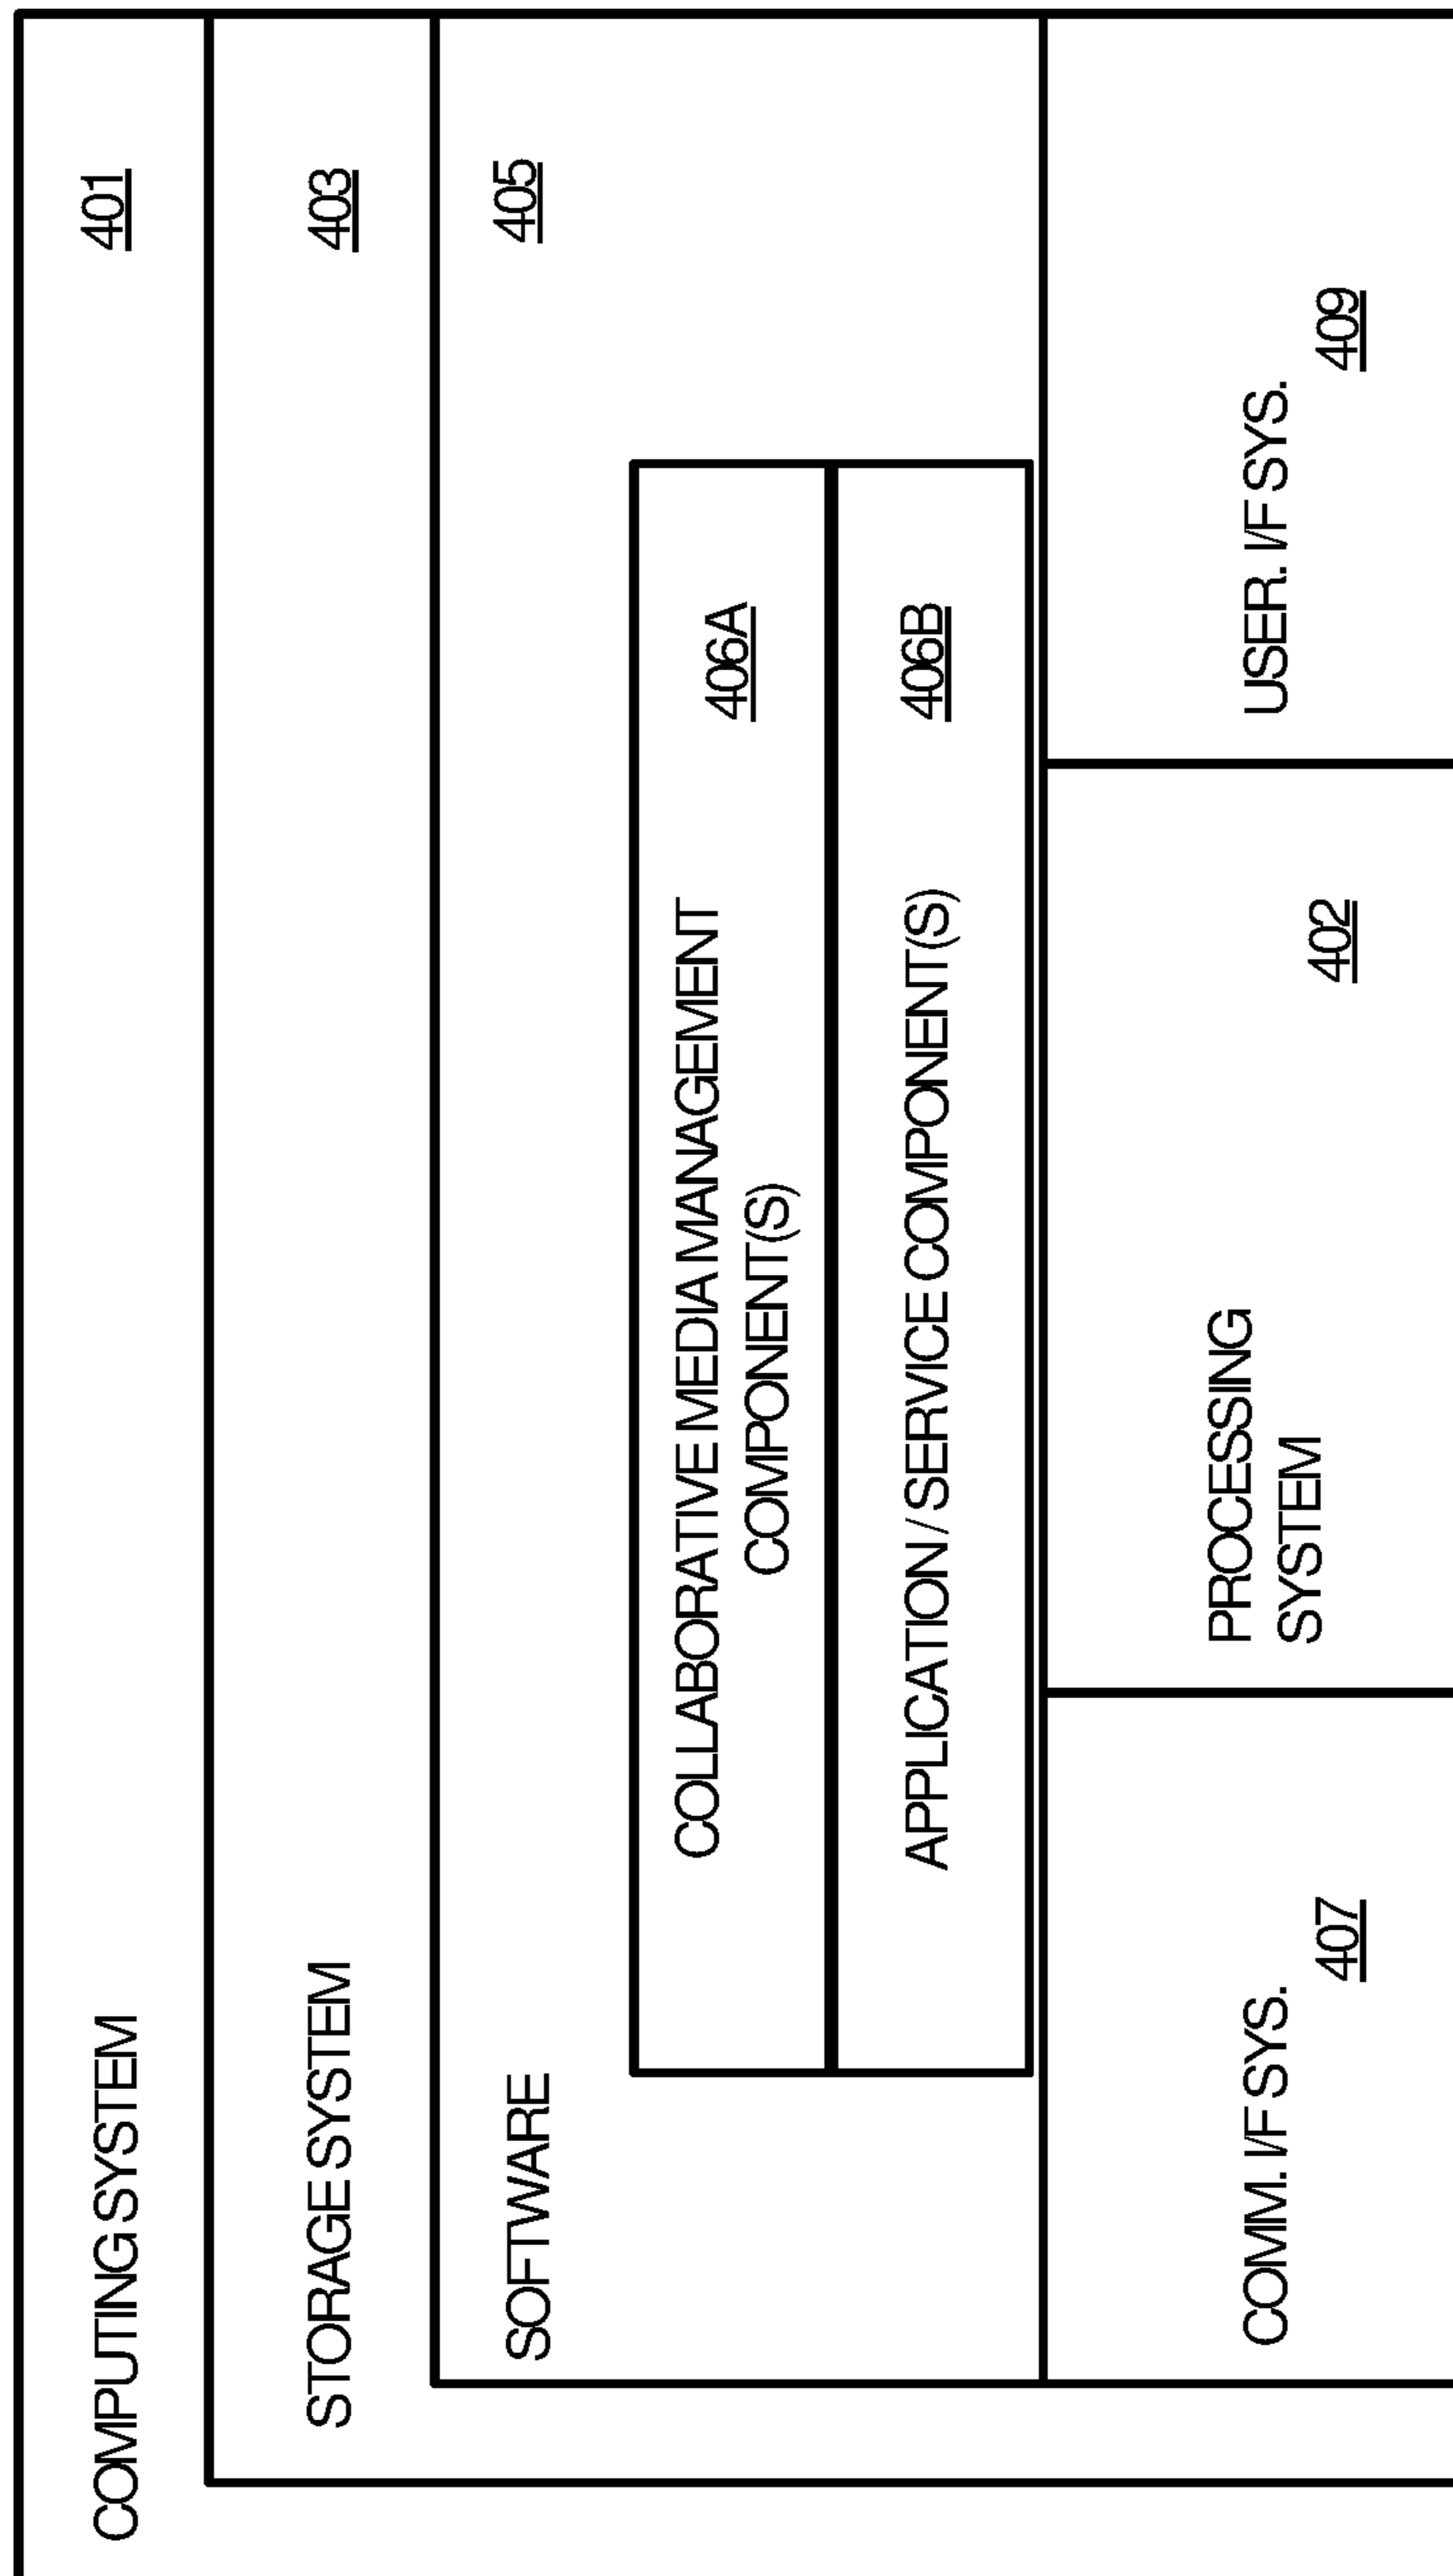 COMPUTING SYSTEM
401
STORAGE SYSTEM
403
SOFTWARE
405
COLLABORATIVE MEDIA MANAGEMENT
COMPONENT(S)
406A
APPLICATION / SERVICE COMPONENT(S)
406B
COMM. I/F SYS.
407
PROCESSING
SYSTEM
402
USER. I/F SYS.
409